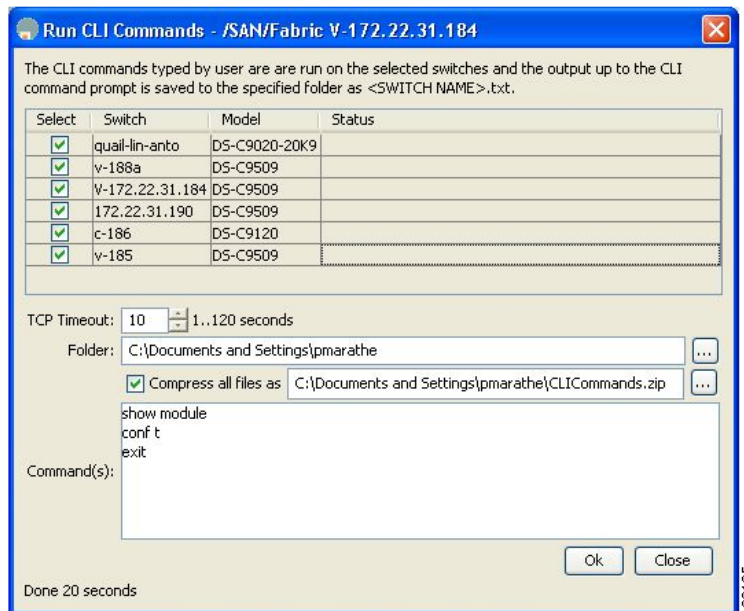 Run CLI Commands - /SAN/Fabric V-172.22.31.184
The CLI commands typed by user are are run on the selected switches and the output up to the CLI
command prompt is saved to the specified folder as <SWITCH NAME>.txt.
Select Switch Model Status
quail-lin-anto DS-C9020-20K9
v-188a DS-C9509
V-172.22.31.184 DS-C9509
172.22.31.190 DS-C9509
c-186 DS-C9120
v-185 DS-C9509
TCP Timeout: 10 1..120 seconds
Folder: C:\Documents and Settings\pmarathe ...
Compress all files as C:\Documents and Settings\pmarathe\CLICommands.zip ...
show module
conf t
exit
Command(s):
Ok Close
Done 20 seconds